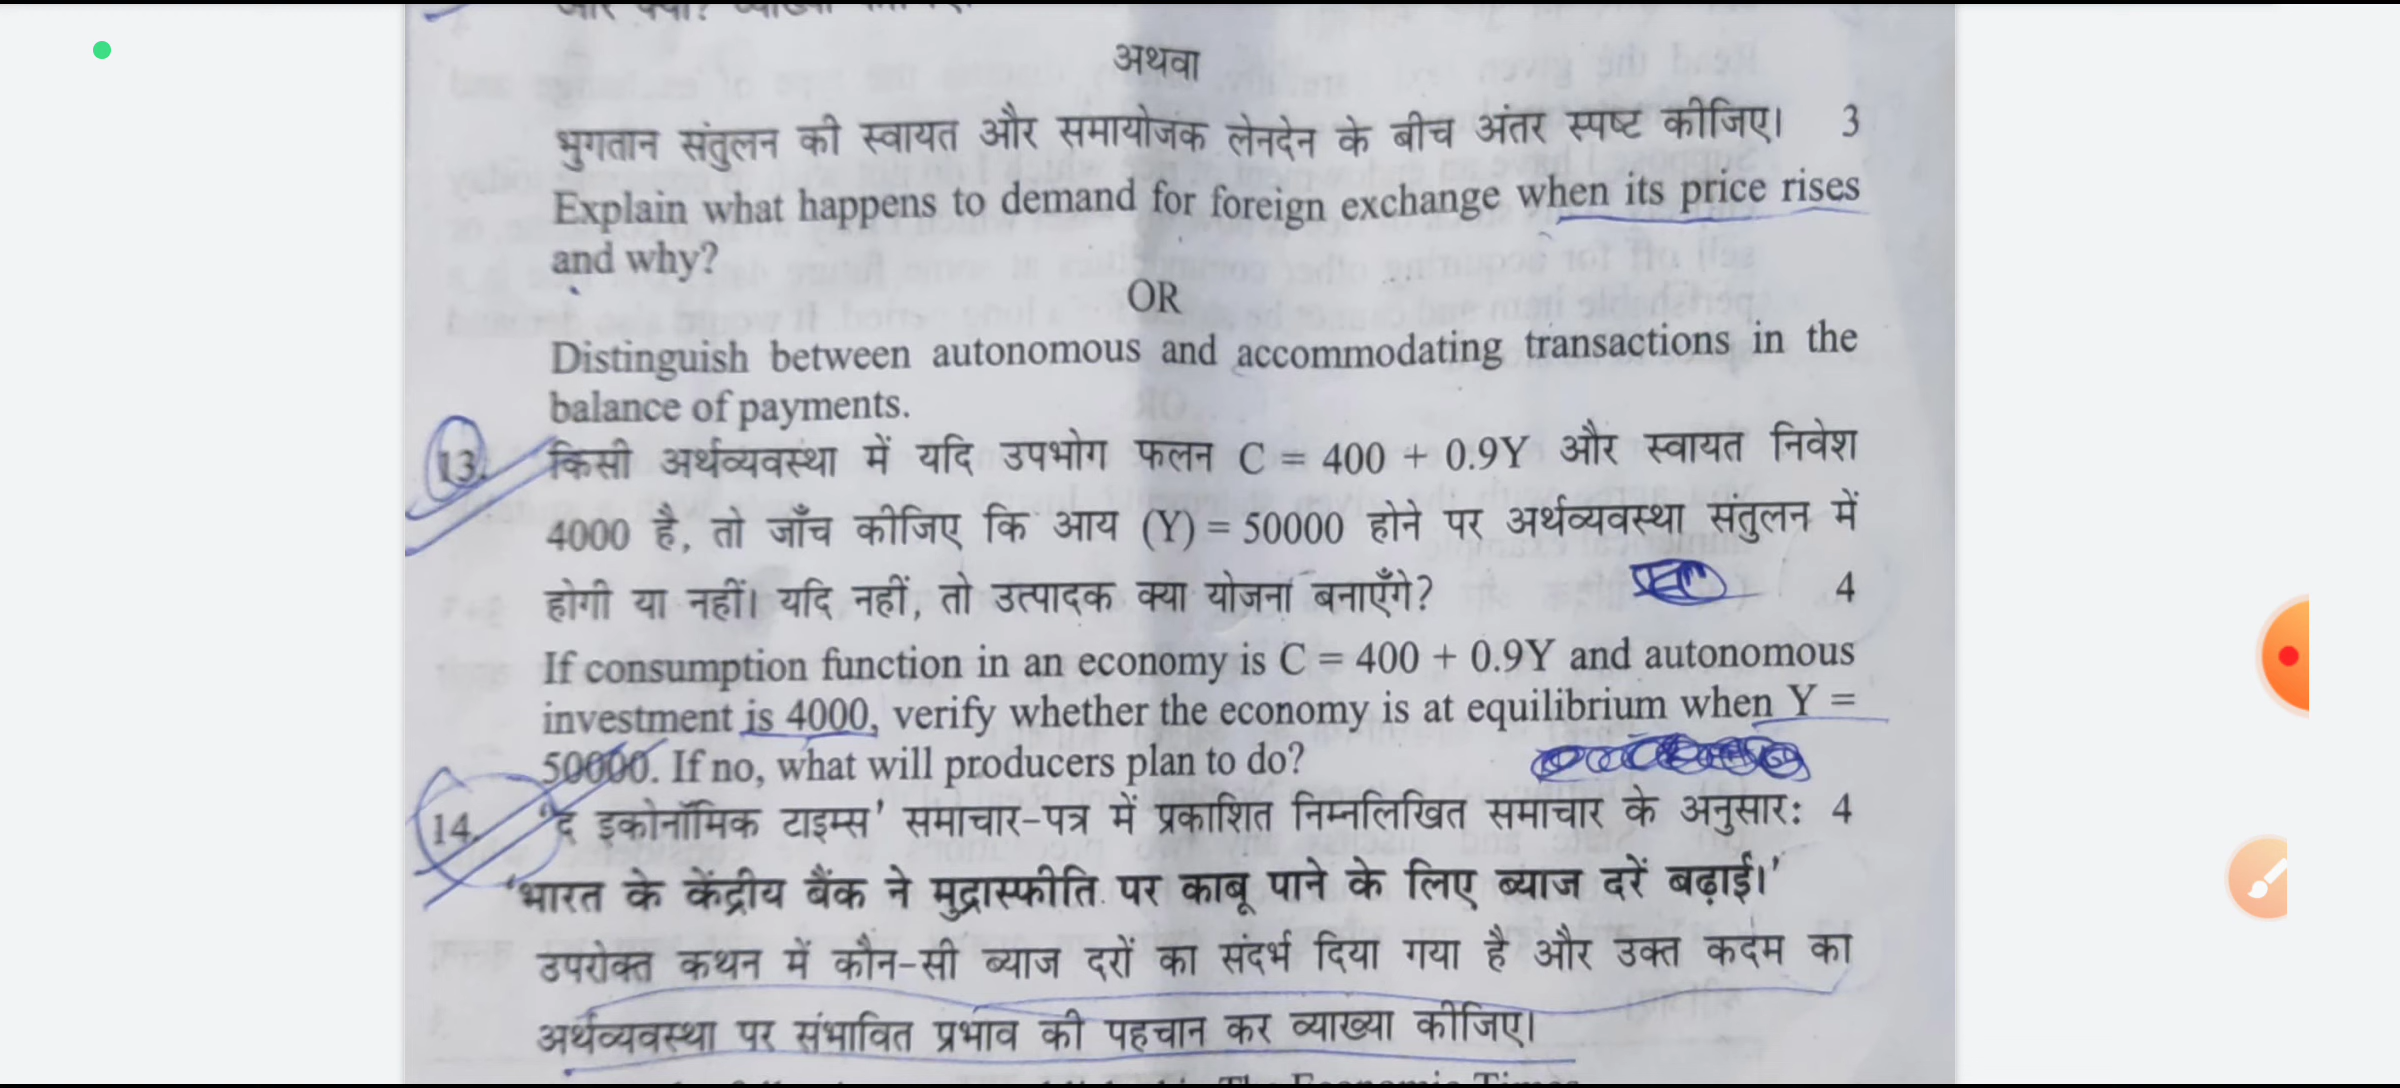 अथवा
भुगतान संतुलन की स्वायत और समायोजक लेनदेन के बीच अंतर स्पष्ट कीजिए। 3
Explain what happens to demand for foreign exchange when its price rises
and why?
OR
Distinguish between autonomous and accommodating transactions in the
balance of payments.
13. किसी अर्थव्यवस्था में यदि उपभोग फलन C = 400 + 0.9Y और स्वायत निवेश
4000 है, तो जाँच कीजिए कि आय (Y) = 50000 होने पर अर्थव्यवस्था संतुलन में
होगी या नहीं। यदि नहीं, तो उत्पादक क्या योजना बनाएँगे? 4
If consumption function in an economy is C = 400 + 0.9Y and autonomous
investment is 4000, verify whether the economy is at equilibrium when Y =
50000. If no, what will producers plan to do?
14. 'द इकोनॉमिक टाइम्स' समाचार-पत्र में प्रकाशित निम्नलिखित समाचार के अनुसार: 4
'भारत के केंद्रीय बैंक ने मुद्रास्फीति पर काबू पाने के लिए ब्याज दरें बढ़ाई।'
उपरोक्त कथन में कौन-सी ब्याज दरों का संदर्भ दिया गया है और उक्त कदम का
अर्थव्यवस्था पर संभावित प्रभाव की पहचान कर व्याख्या कीजिए।
The Economic Times